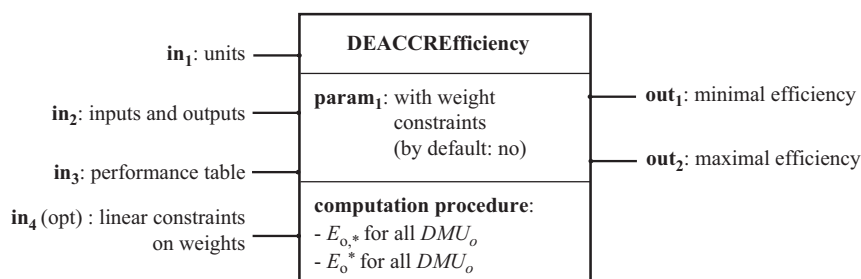 DEACCREfficiency
in1: units
in2: inputs and outputs
in3: performance table
in4 (opt) : linear constraints
on weights
param1: with weight
constraints
(by default: no)
computation procedure:
- Eo,* for all DMUo
- Eo* for all DMUo
out1: minimal efficiency
out2: maximal efficiency